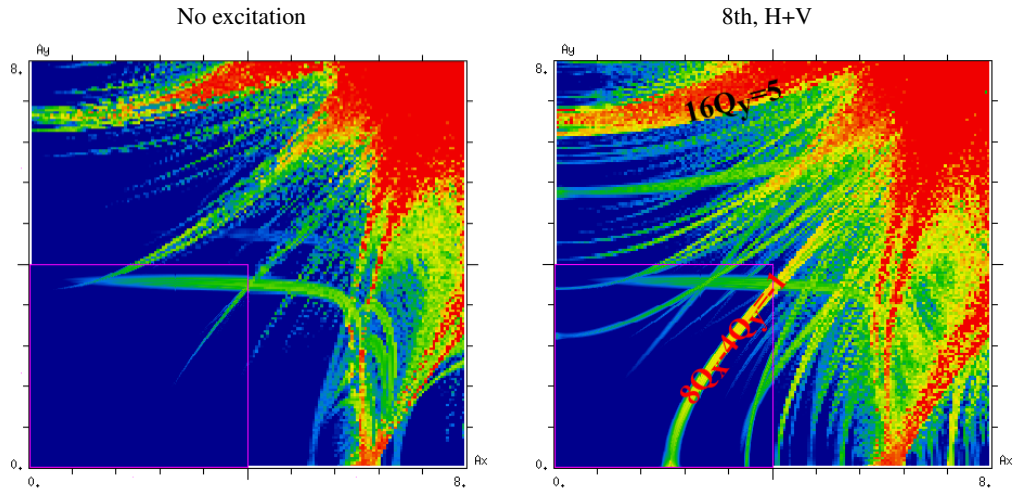 No excitation
8th, H+V
Ay
8.
0.
Ax
0.
8.
Ay
8.
16Qy=5
8Qx-4Qy=1
0.
Ax
0.
8.